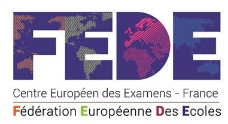 FEDE
Centre Européen des Examens - France
Fédération Européenne Des Ecoles